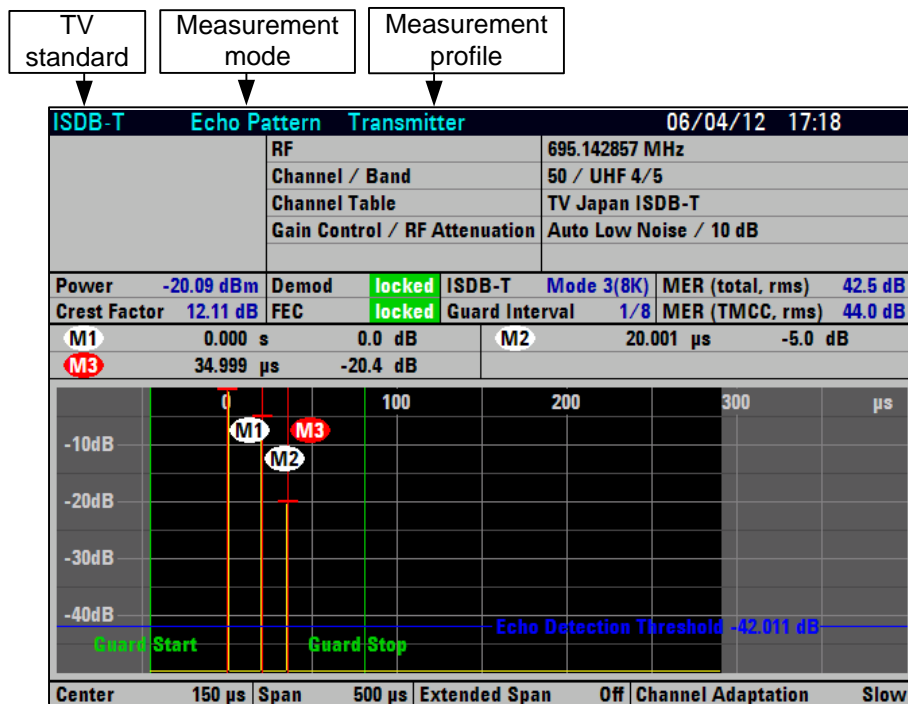 TV standard
Measurement mode
Measurement profile
ISDB-T Echo Pattern Transmitter 06/04/12 17:18
RF 695.142857 MHz
Channel / Band 50 / UHF 4/5
Channel Table TV Japan ISDB-T
Gain Control / RF Attenuation Auto Low Noise / 10 dB
Power -20.09 dBm Demod locked ISDB-T Mode 3(8K) MER (total, rms) 42.5 dB
Crest Factor 12.11 dB FEC locked Guard Interval 1/8 MER (TMCC, rms) 44.0 dB
M1 0.000 s 0.0 dB M2 20.001 µs -5.0 dB
M3 34.999 µs -20.4 dB
0 100 200 300 µs
M1 M3
-10dB
M2
-20dB
-30dB
-40dB
Echo Detection Threshold -42.011 dB
Guard Start Guard Stop
Center 150 µs Span 500 µs Extended Span Off Channel Adaptation Slow